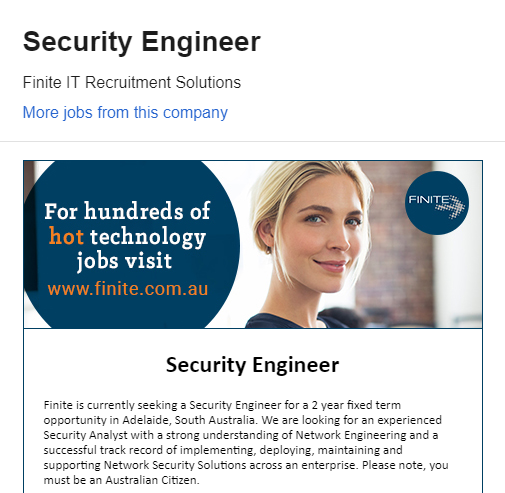 Security Engineer
Finite IT Recruitment Solutions
More jobs from this company
For hundreds of
hot technology
jobs visit
www.finite.com.au
FINITE
Security Engineer
Finite is currently seeking a Security Engineer for a 2 year fixed term
opportunity in Adelaide, South Australia. We are looking for an experienced
Security Analyst with a strong understanding of Network Engineering and a
successful track record of implementing, deploying, maintaining and
supporting Network Security Solutions across an enterprise. Please note, you
must be an Australian Citizen.